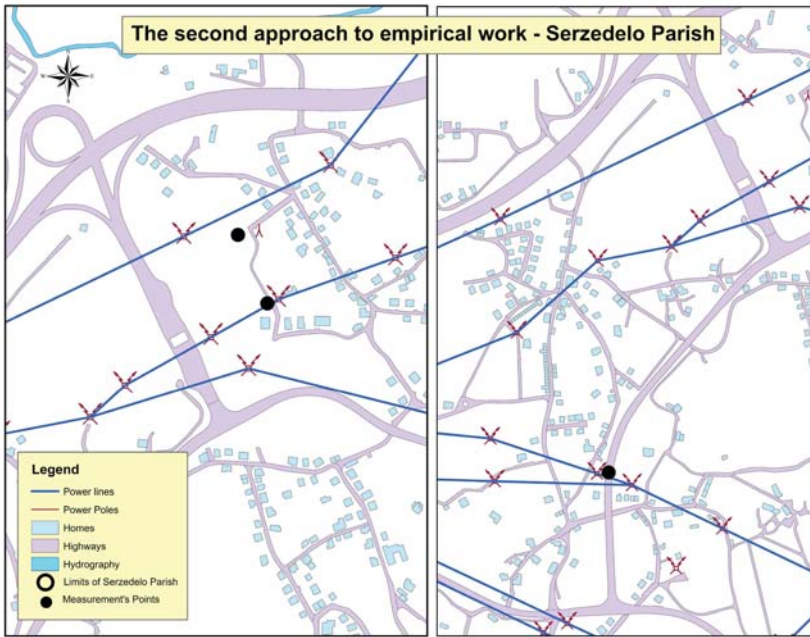 The second approach to empirical work - Serzedelo Parish
Legend
Power lines
Power Poles
Homes
Highways
Hydrography
Limits of Serzedelo Parish
Measurement's Points